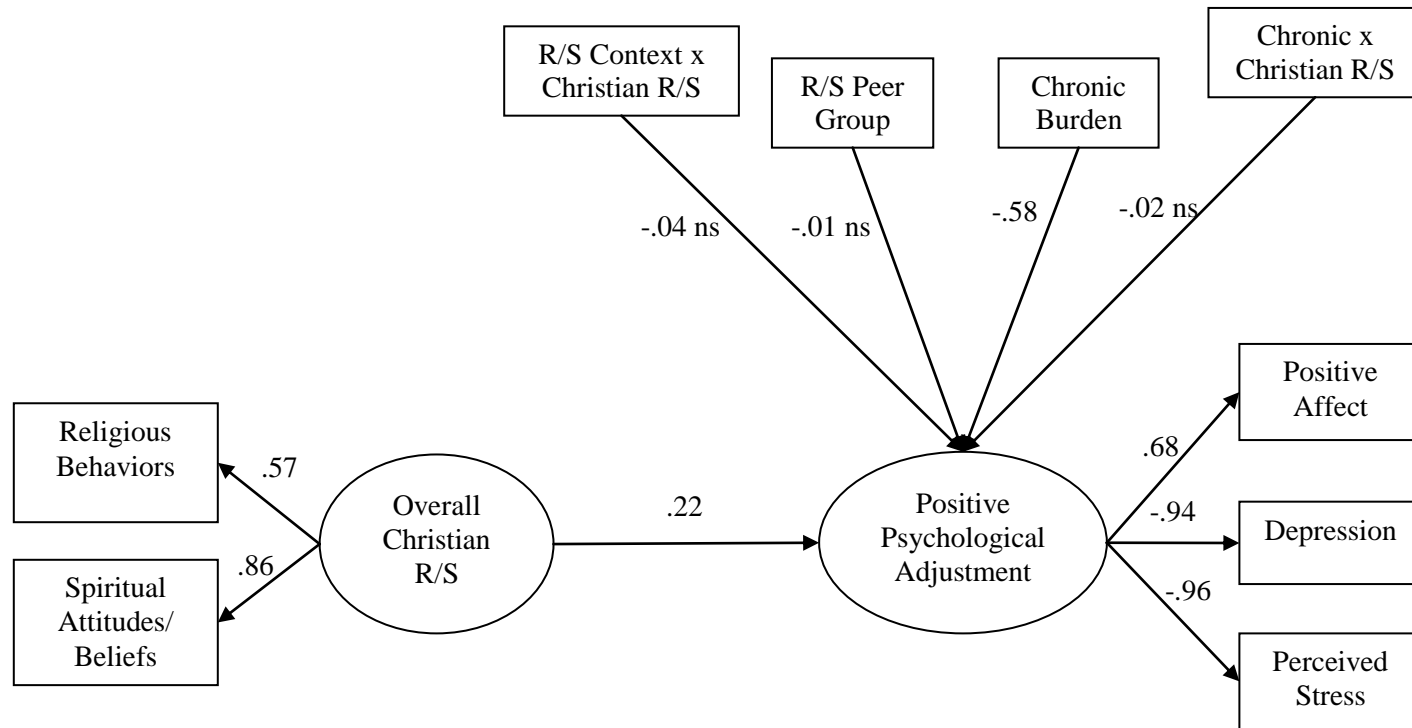 R/S Context x
Christian R/S
R/S Peer
Group
Chronic
Burden
Chronic x
Christian R/S
-.04 ns
-.01 ns
-.58
-.02 ns
Religious
Behaviors
.57
Spiritual
Attitudes/
Beliefs
.86
Overall
Christian
R/S
.22
Positive
Psychological
Adjustment
.68
Positive
Affect
-.94
Depression
-.96
Perceived
Stress